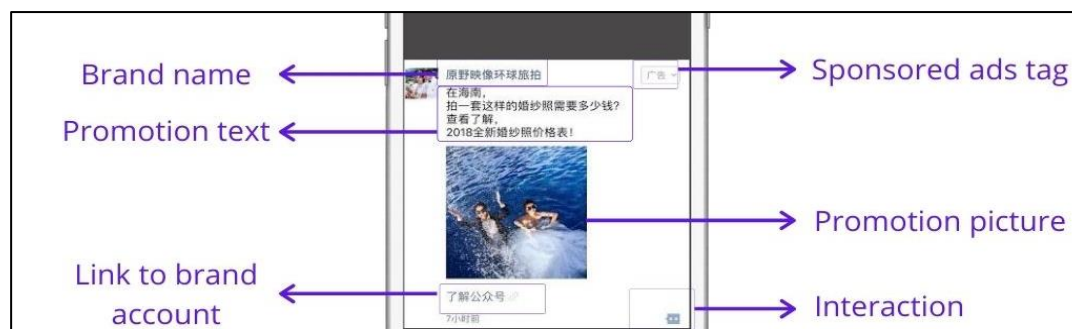 Brand name
原野映像环球旅拍
广告
Sponsored ads tag
在海南，
拍一套这样的婚纱照需要多少钱？
查看了解，
2018全新婚纱照价格表！
Promotion text
Promotion picture
Link to brand
account
了解公众号
7小时前
Interaction